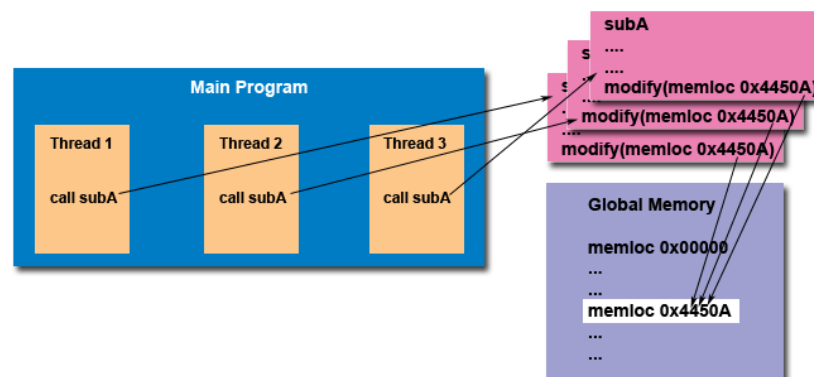 Main Program
Thread 1
call subA
Thread 2
call subA
Thread 3
call subA
subA
....
....
modify(memloc 0x4450A)
s
..
....
modify(memloc 0x4450A)
s
.
....
modify(memloc 0x4450A)
Global Memory
memloc 0x00000
...
...
memloc 0x4450A
...
...